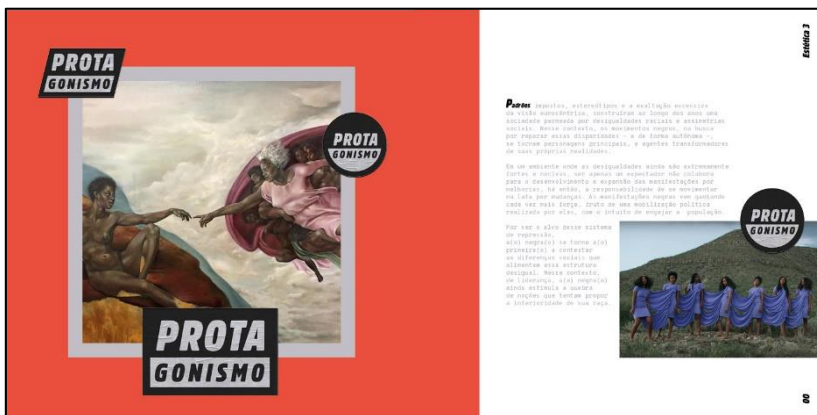 PROTA
GONISMO
PROTA
GONISMO
PROTA
GONISMO
Estética 3
Padrões impostos, estereótipos e a exaltação excessiva
da visão eurocêntrica, construíram ao longo dos anos uma
sociedade permeada por desigualdades raciais e assimetrias
sociais. Nesse contexto, os movimentos negros, na busca
por reparar essas disparidades - e de forma autônoma -,
se tornam personagens principais, e agentes transformadores
de suas próprias realidades.
Em um ambiente onde as desigualdades ainda são extremamente
fortes e nocivas, ser apenas um espectador não colabora
para o desenvolvimento e expansão das manifestações por
melhorias, há então, a responsabilidade de se movimentar
na luta por mudanças. As manifestações negras vem ganhando
cada vez mais força, fruto de uma mobilização política
realizada por eles, com o intuito de engajar a população.
Por ser o alvo desse sistema
de repressão,
a(o) negra(o) se torna a(o)
primeira(o) a contestar
as diferenças sociais que
alimentam essa estrutura
desigual. Nesse contexto,
de liderança, a(o) negra(o)
ainda estimula a quebra
de noções que tentam propor
a inferioridade de sua raça.
PROTA
GONISMO
00